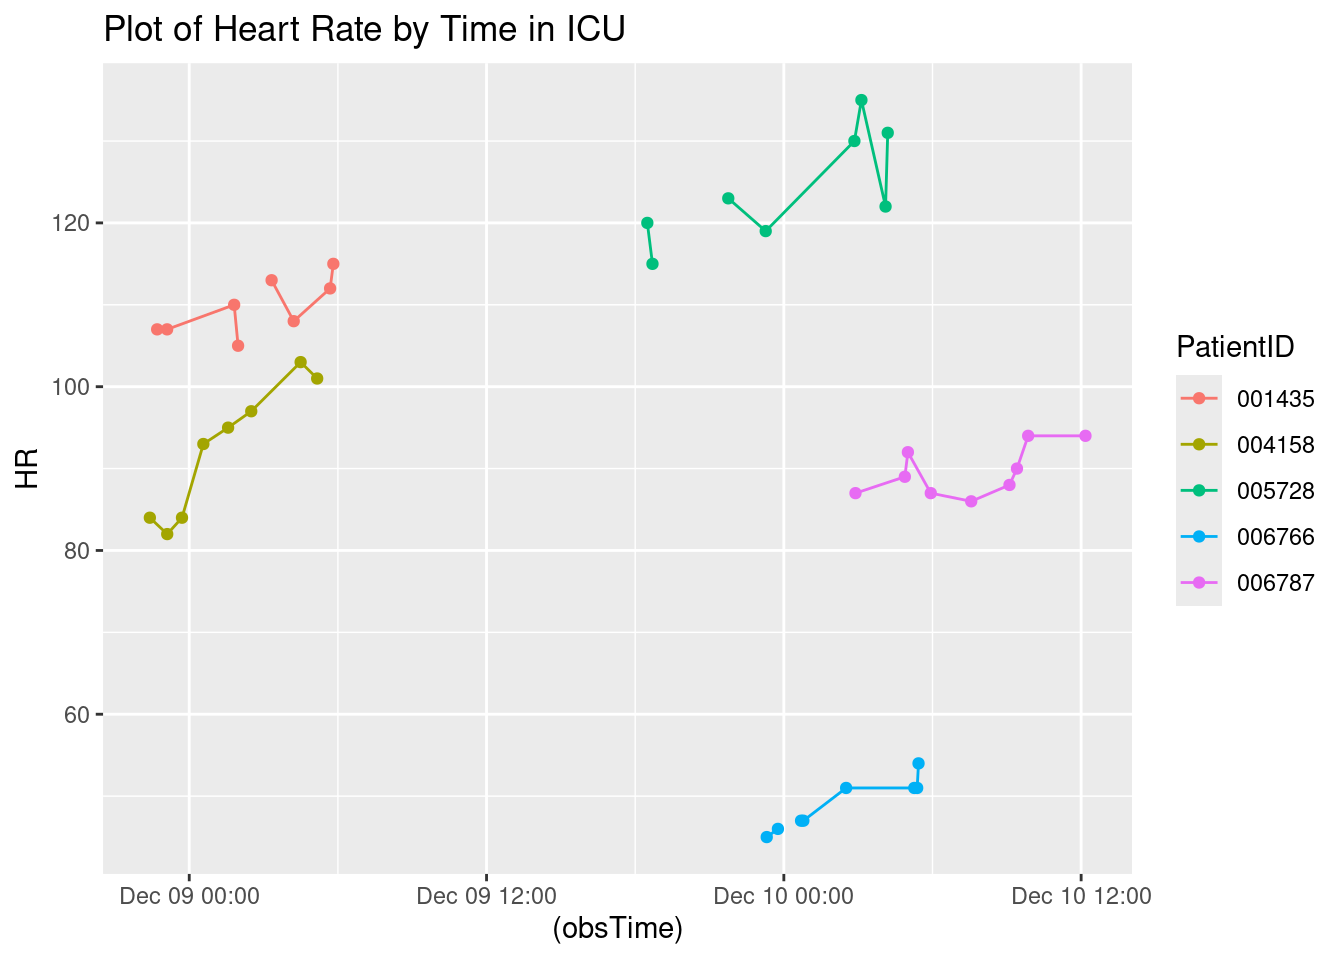 Plot of Heart Rate by Time in ICU
HR
120
100
80
60
Dec 09 00:00
Dec 09 12:00
Dec 10 00:00
Dec 10 12:00
(obsTime)
PatientID
001435
004158
005728
006766
006787